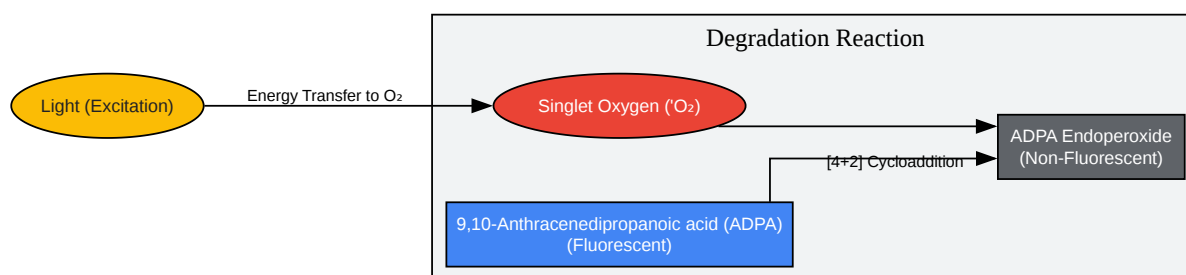 Degradation Reaction
Light (Excitation)
Energy Transfer to O₂
Singlet Oxygen ('O₂)
ADPA Endoperoxide
(Non-Fluorescent)
[4+2] Cycloaddition
9,10-Anthracenedipropanoic acid (ADPA)
(Fluorescent)